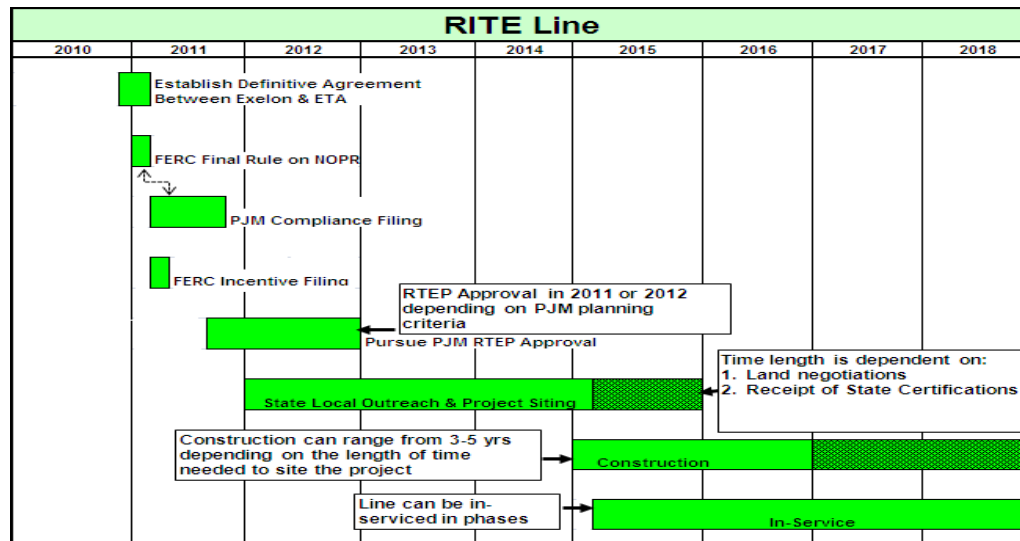 RITE Line
2010 2011 2012 2013 2014 2015 2016 2017 2018
Establish Definitive Agreement
Between Exelon & ETA
FERC Final Rule on NOPR
PJM Compliance Filing
FERC Incentive Filing
RTEP Approval in 2011 or 2012
depending on PJM planning
criteria
Pursue PJM RTEP Approval
Time length is dependent on:
1. Land negotiations
2. Receipt of State Certifications
State Local Outreach & Project Siting
Construction can range from 3-5 yrs
depending on the length of time
needed to site the project
Construction
Line can be in-
serviced in phases
In-Service